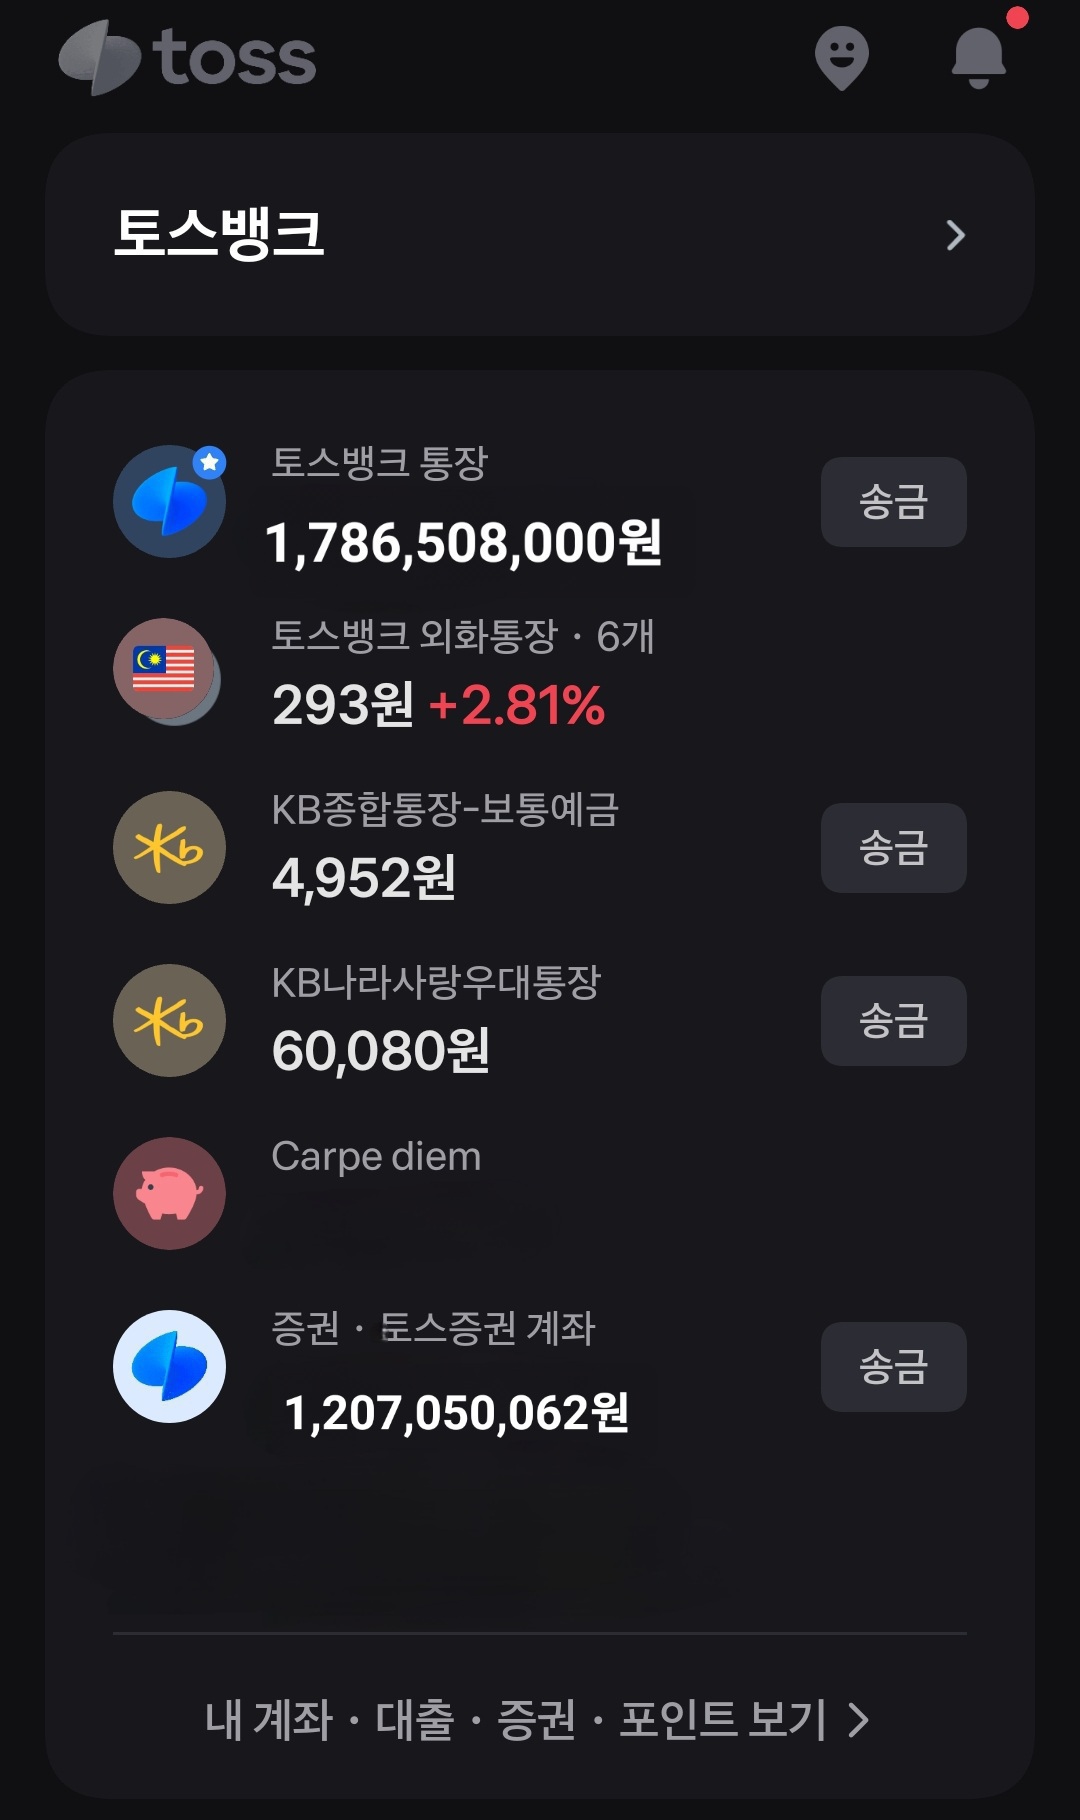 toss
토스뱅크
토스뱅크 통장
1,786,508,000원
송금
토스뱅크 외화통장 · 6개
293원 +2.81%
KB종합통장-보통예금
4,952원
송금
KB나라사랑우대통장
60,080원
송금
Carpe diem
증권 · 토스증권 계좌
1,207,050,062원
송금
내 계좌 · 대출 · 증권 · 포인트 보기